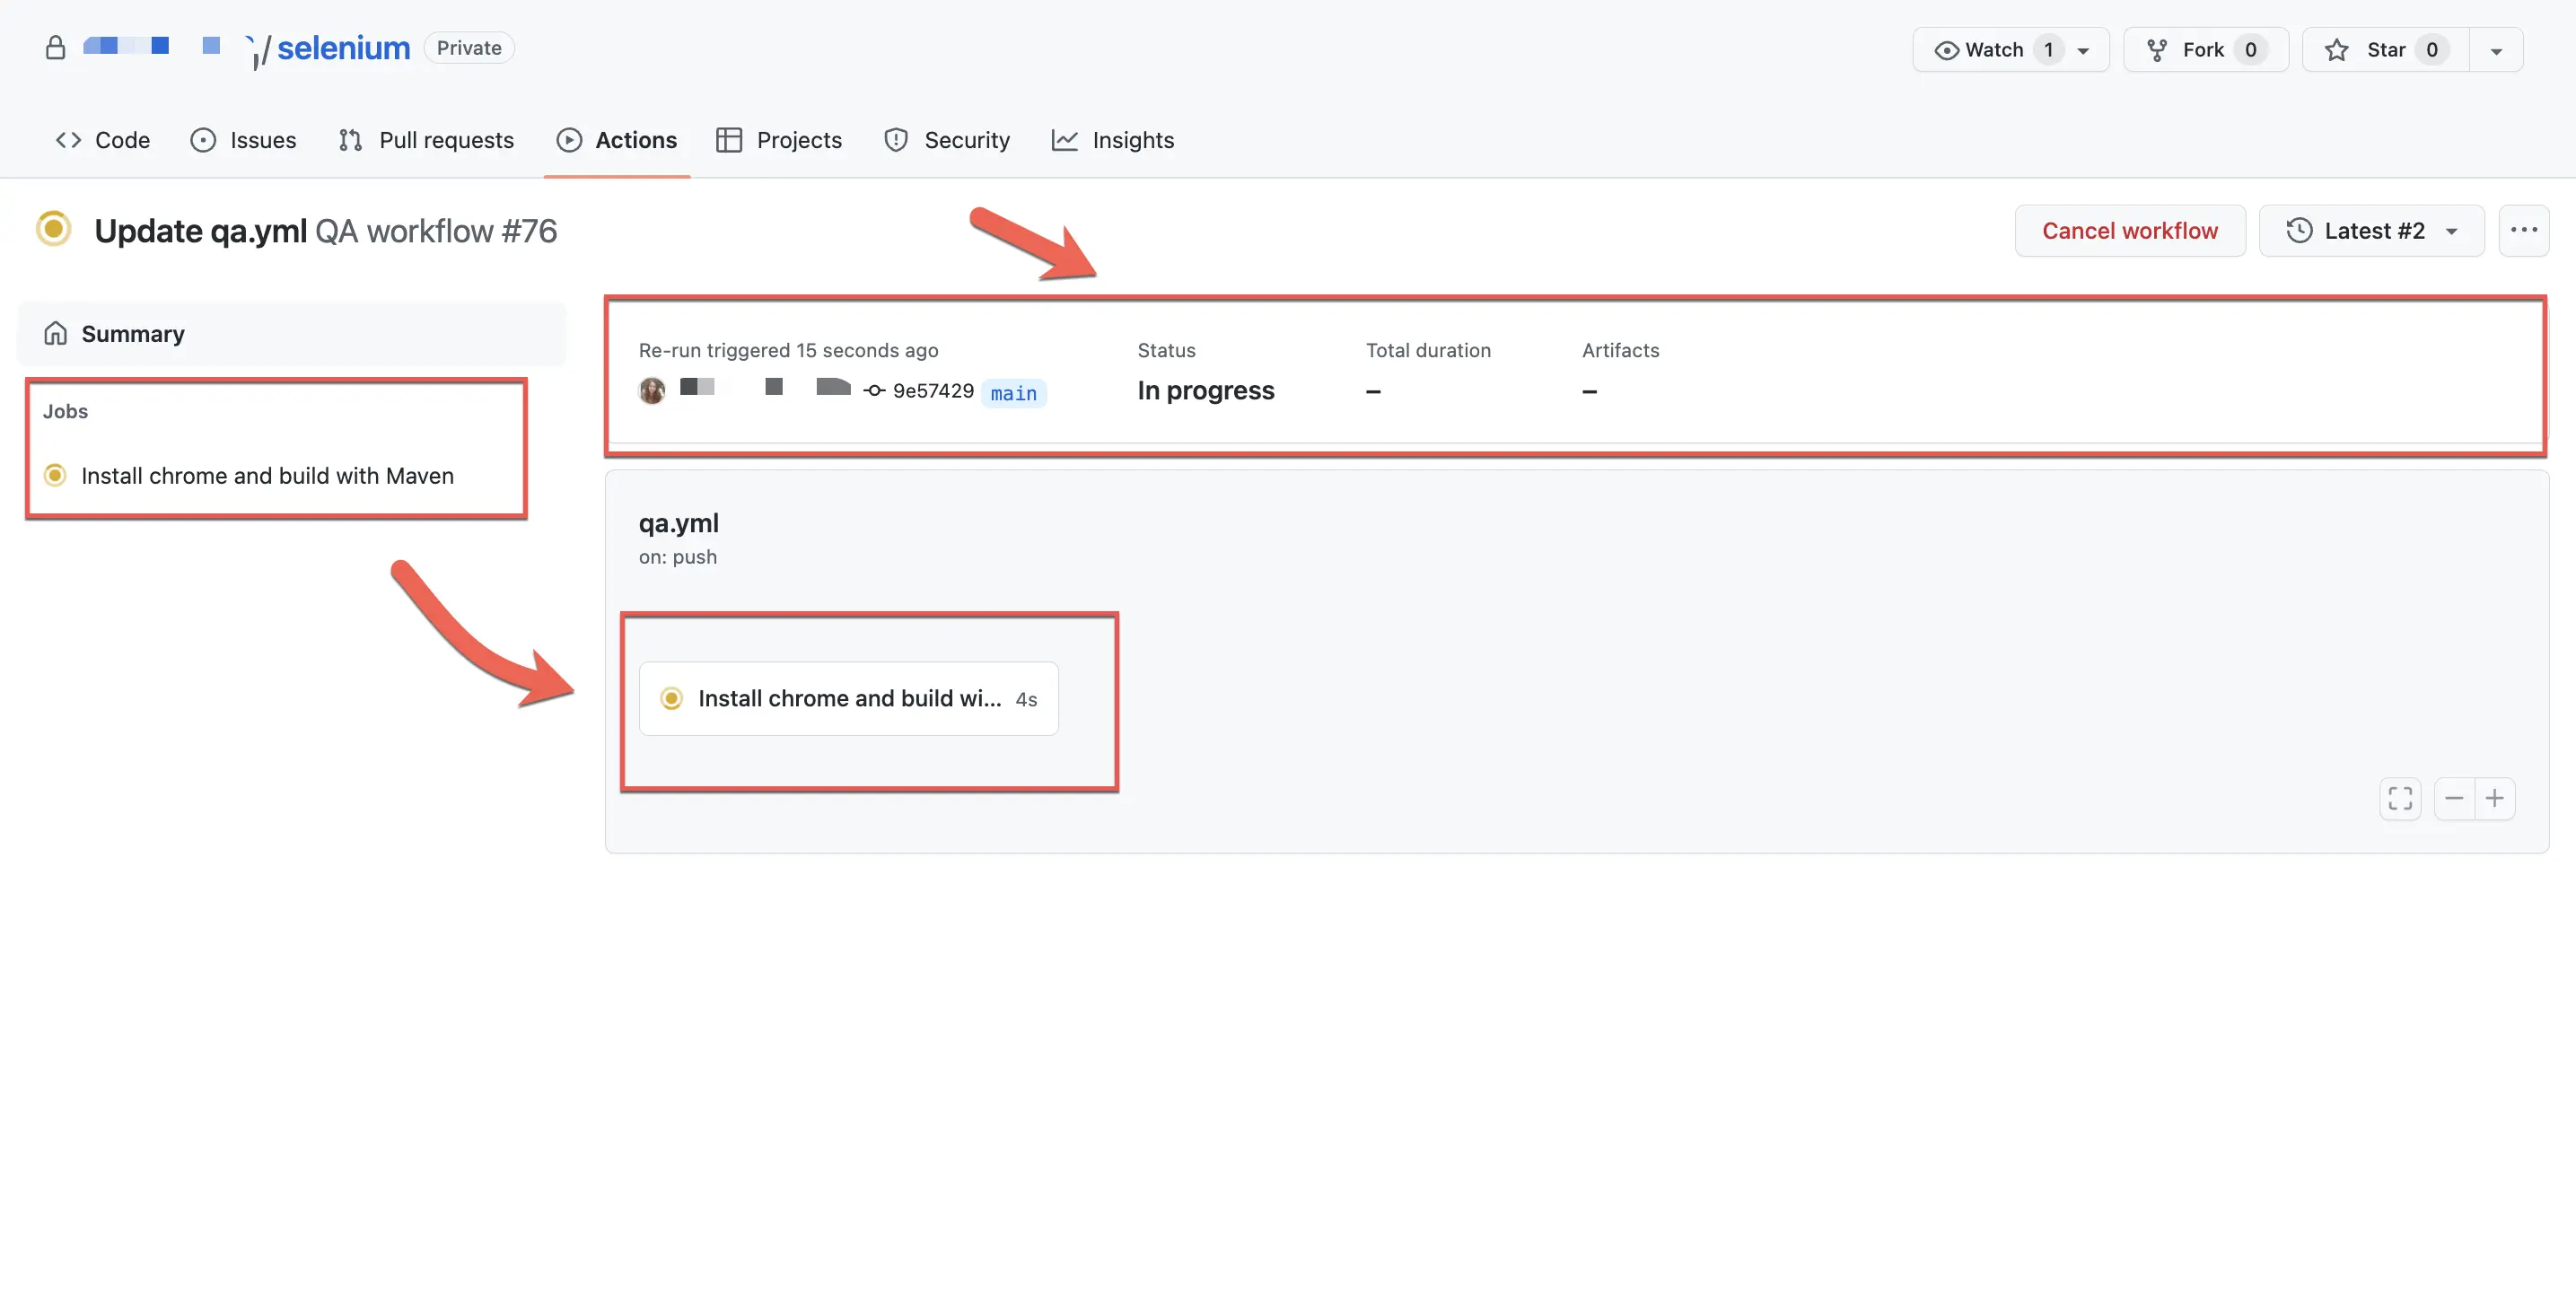 / selenium Private
Watch 1
Fork 0
Star 0
Code Issues Pull requests Actions Projects Security Insights
Update qa.yml QA workflow #76
Cancel workflow
Latest #2
Summary
Jobs
Install chrome and build with Maven
Re-run triggered 15 seconds ago
9e57429 main
Status
In progress
Total duration
–
Artifacts
–
qa.yml
on: push
Install chrome and build wi... 4s